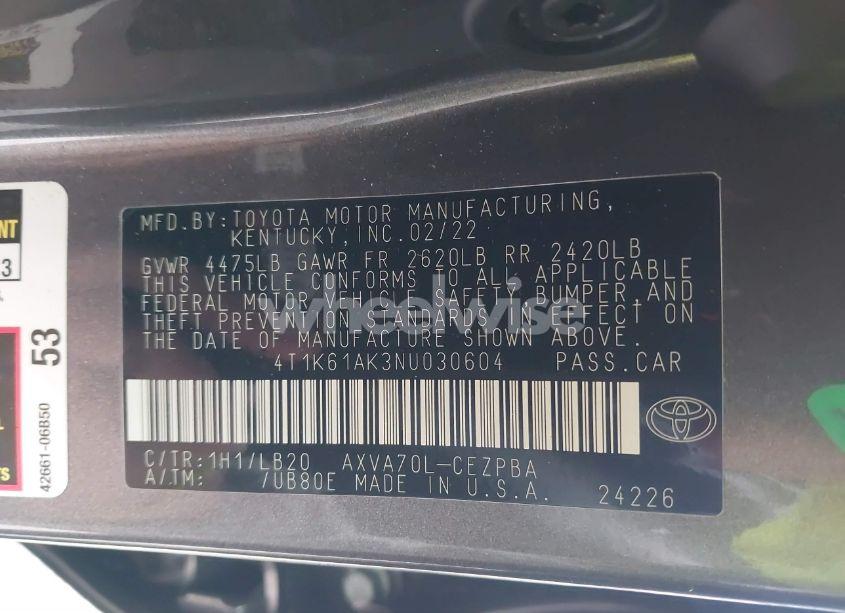 MFD.BY:TOYOTA MOTOR MANUFACTURING,
KENTUCKY,INC.02/22
GVWR 4475LB GAWR FR 2620LB RR 2420LB
THIS VEHICLE CONFORMS TO ALL APPLICABLE
FEDERAL MOTOR VEHICLE SAFETY, BUMPER,AND
THEFT PREVENTION STANDARDS IN EFFECT ON
THE DATE OF MANUFACTURE SHOWN ABOVE.
4T1K61AK3NU030604 PASS.CAR
C/TR:1H1/LB20 AXVA70L-CEZPBA
A/TM: /UB80E MADE IN U.S.A. 24226
wheelwise
53
42661-06B50